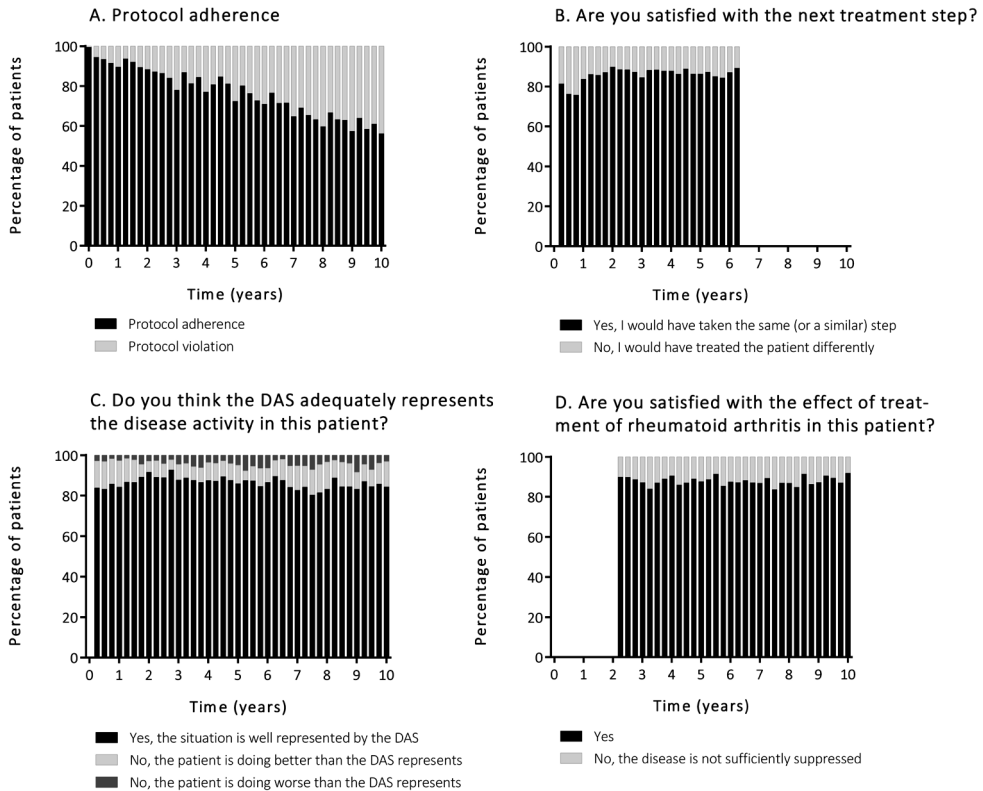 A. Protocol adherence
Percentage of patients
100
80
60
40
20
0
0 1 2 3 4 5 6 7 8 9 10
Time (years)
Protocol adherence
Protocol violation
B. Are you satisfied with the next treatment step?
Percentage of patients
100
80
60
40
20
0
0 1 2 3 4 5 6 7 8 9 10
Time (years)
Yes, I would have taken the same (or a similar) step
No, I would have treated the patient differently
C. Do you think the DAS adequately represents
the disease activity in this patient?
Percentage of patients
100
80
60
40
20
0
0 1 2 3 4 5 6 7 8 9 10
Time (years)
Yes, the situation is well represented by the DAS
No, the patient is doing better than the DAS represents
No, the patient is doing worse than the DAS represents
D. Are you satisfied with the effect of treat-
ment of rheumatoid arthritis in this patient?
Percentage of patients
100
80
60
40
20
0
0 1 2 3 4 5 6 7 8 9 10
Time (years)
Yes
No, the disease is not sufficiently suppressed